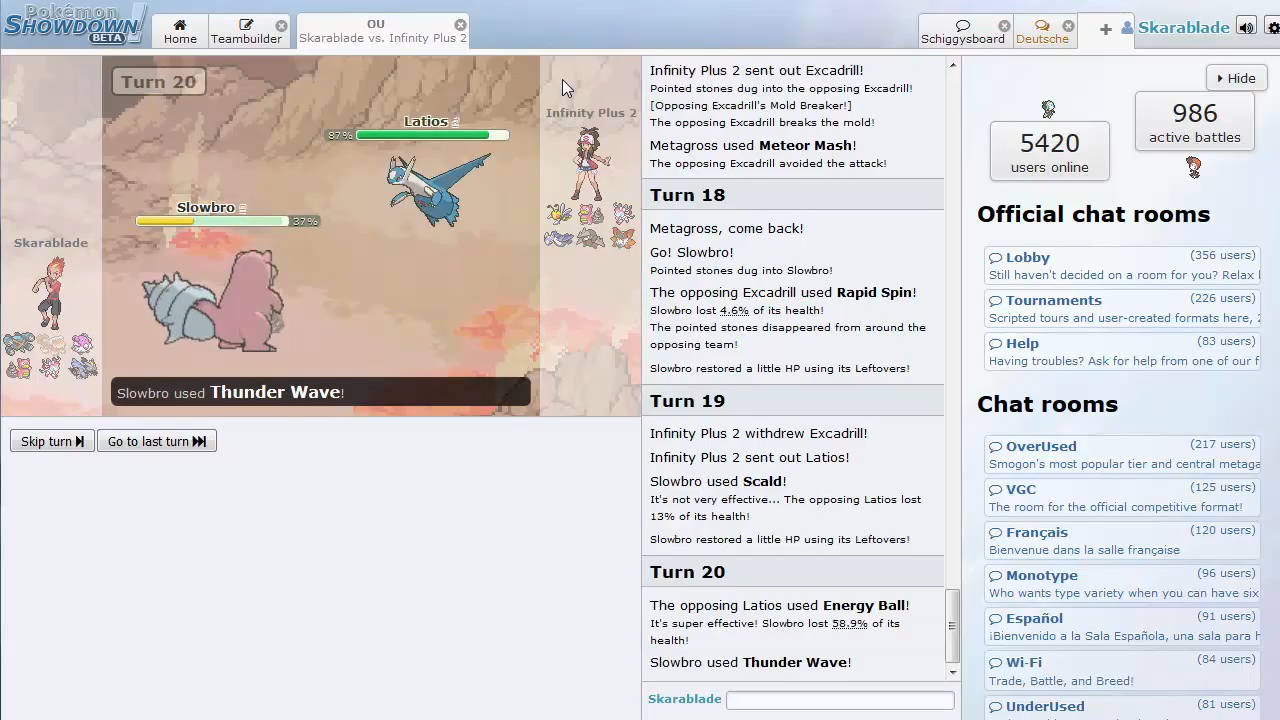 Pokémon
SHOWDOWN!
BETA
Home
Teambuilder
OU
Skarablade vs. Infinity Plus 2
Schiggysboard
Deutsche
Skarablade
Turn 20
Latios
87%
Slowbro
37%
Skarablade
Infinity Plus 2
Slowbro used Thunder Wave!
Skip turn
Go to last turn
Infinity Plus 2 sent out Excadrill!
Pointed stones dug into the opposing Excadrill!
[Opposing Excadrill's Mold Breaker!]
The opposing Excadrill breaks the mold!
Metagross used Meteor Mash!
The opposing Excadrill avoided the attack!
Turn 18
Metagross, come back!
Go! Slowbro!
Pointed stones dug into Slowbro!
The opposing Excadrill used Rapid Spin!
Slowbro lost 4.6% of its health!
The pointed stones disappeared from around the
opposing team!
Slowbro restored a little HP using its Leftovers!
Turn 19
Infinity Plus 2 withdrew Excadrill!
Infinity Plus 2 sent out Latios!
Slowbro used Scald!
It's not very effective... The opposing Latios lost
13% of its health!
Slowbro restored a little HP using its Leftovers!
Turn 20
The opposing Latios used Energy Ball!
It's super effective! Slowbro lost 58.9% of its
health!
Slowbro used Thunder Wave!
Skarablade
Hide
5420
users online
986
active battles
Official chat rooms
Lobby (356 users)
Still haven't decided on a room for you? Relax
Tournaments (226 users)
Scripted tours and user-created formats here,
Help (83 users)
Having troubles? Ask for help from one of our
Chat rooms
OverUsed (217 users)
Smogon's most popular tier and central
VGC (125 users)
The room for the official competitive format!
Français (120 users)
Bienvenue dans la salle française
Monotype (96 users)
Who wants type variety when you can have six
Español (91 users)
¡Bienvenido a la Sala Española, una sala para
Wi-Fi (84 users)
Trade, Battle, and Breed!
UnderUsed (81 users)